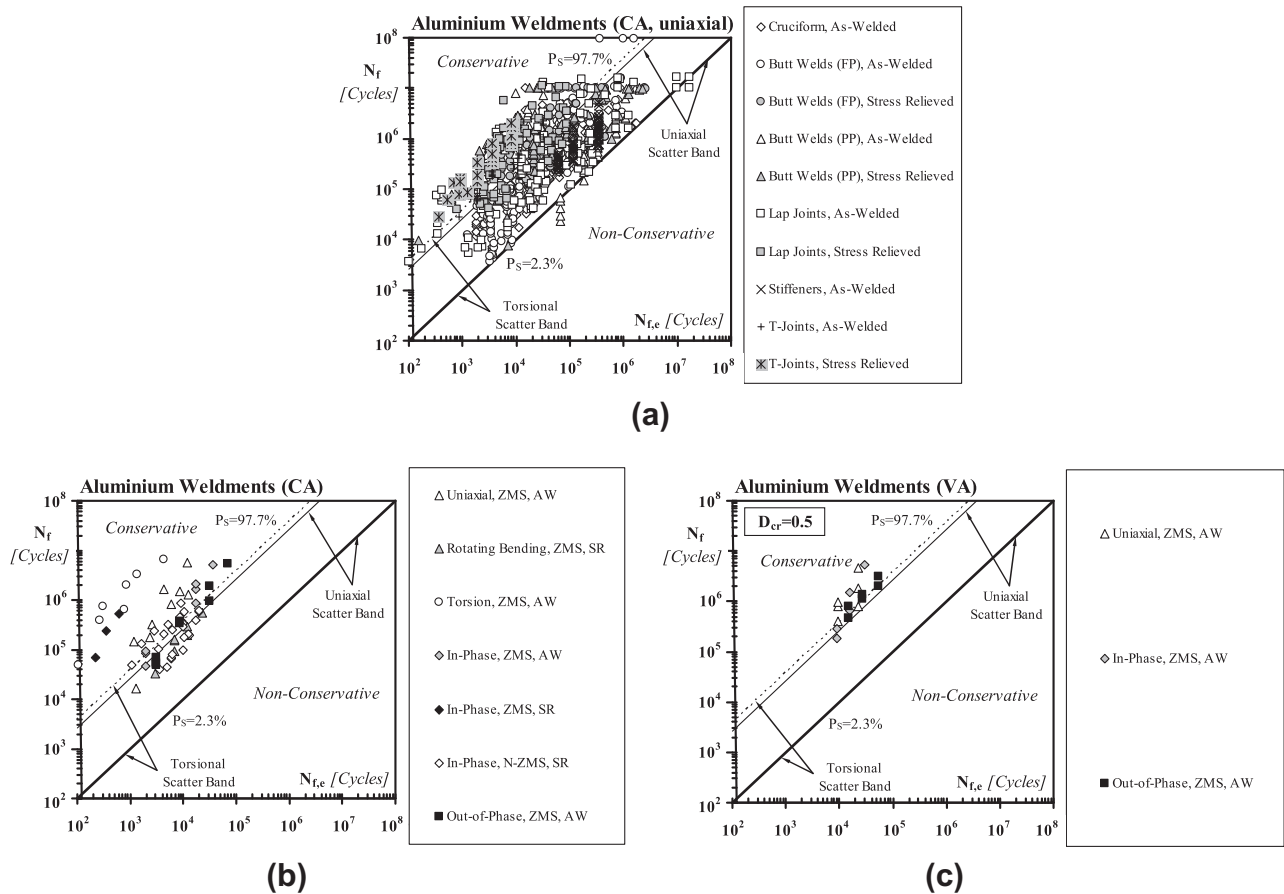 Aluminium Weldments (CA, uniaxial)
10^8
10^7
10^6
10^5
10^4
10^3
10^2
N_f
[Cycles]
Conservative
P_S=97.7%
Uniaxial
Scatter Band
Non-Conservative
P_S=2.3%
Torsional
Scatter Band
N_f,e [Cycles]
10^2 10^3 10^4 10^5 10^6 10^7 10^8
Cruciform, As-Welded
Butt Welds (FP), As-Welded
Butt Welds (FP), Stress Relieved
Butt Welds (PP), As-Welded
Butt Welds (PP), Stress Relieved
Lap Joints, As-Welded
Lap Joints, Stress Relieved
Stiffeners, As-Welded
T-Joints, As-Welded
T-Joints, Stress Relieved
(a)
Aluminium Weldments (CA)
10^8
10^7
10^6
10^5
10^4
10^3
10^2
N_f
[Cycles]
Conservative
P_S=97.7%
Uniaxial
Scatter Band
Non-Conservative
P_S=2.3%
Torsional
Scatter Band
N_f,e [Cycles]
10^2 10^3 10^4 10^5 10^6 10^7 10^8
Uniaxial, ZMS, AW
Rotating Bending, ZMS, SR
Torsion, ZMS, AW
In-Phase, ZMS, AW
In-Phase, ZMS, SR
In-Phase, N-ZMS, SR
Out-of-Phase, ZMS, AW
(b)
Aluminium Weldments (VA)
10^8
10^7
10^6
10^5
10^4
10^3
10^2
N_f
[Cycles]
D_cr=0.5
P_S=97.7%
Conservative
Uniaxial
Scatter Band
Non-Conservative
P_S=2.3%
Torsional
Scatter Band
N_f,e [Cycles]
10^2 10^3 10^4 10^5 10^6 10^7 10^8
Uniaxial, ZMS, AW
In-Phase, ZMS, AW
Out-of-Phase, ZMS, AW
(c)